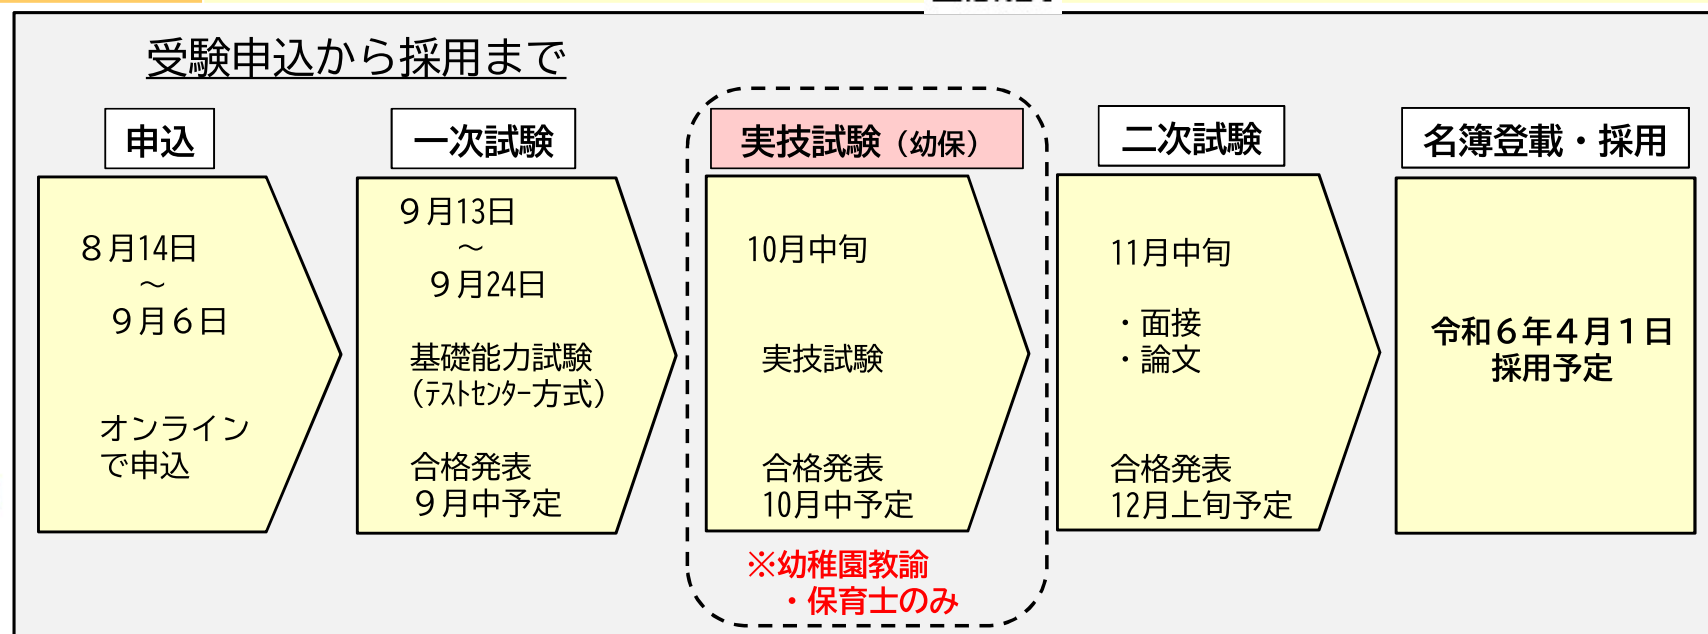 受験申込から採用まで
申込
８月14日
～
９月６日
オンライン
で申込
一次試験
９月13日
～
９月24日
基礎能力試験
（ﾃｽﾄｾﾝﾀｰ方式）
合格発表
９月中予定
実技試験（幼保）
10月中旬
実技試験
合格発表
10月中予定
※幼稚園教諭
・保育士のみ
二次試験
11月中旬
・面接
・論文
合格発表
12月上旬予定
名簿登載・採用
令和６年４月１日
採用予定